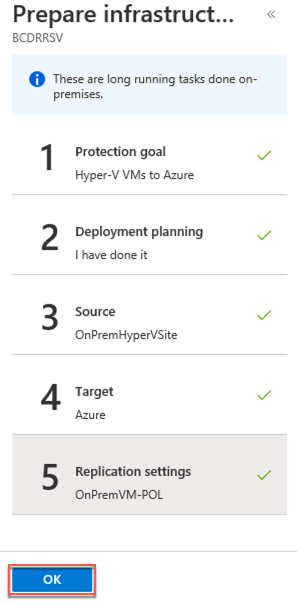 Prepare infrastruct... «
BCDRRSV
These are long running tasks done on-
premises.
1 Protection goal
Hyper-V VMs to Azure
2 Deployment planning
I have done it
3 Source
OnPremHyperVSite
4 Target
Azure
5 Replication settings
OnPremVM-POL
OK